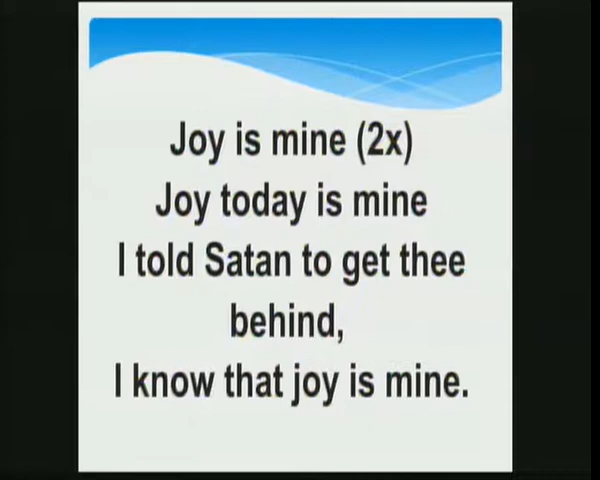 Joy is mine (2x)
Joy today is mine
I told Satan to get thee
behind,
I know that joy is mine.